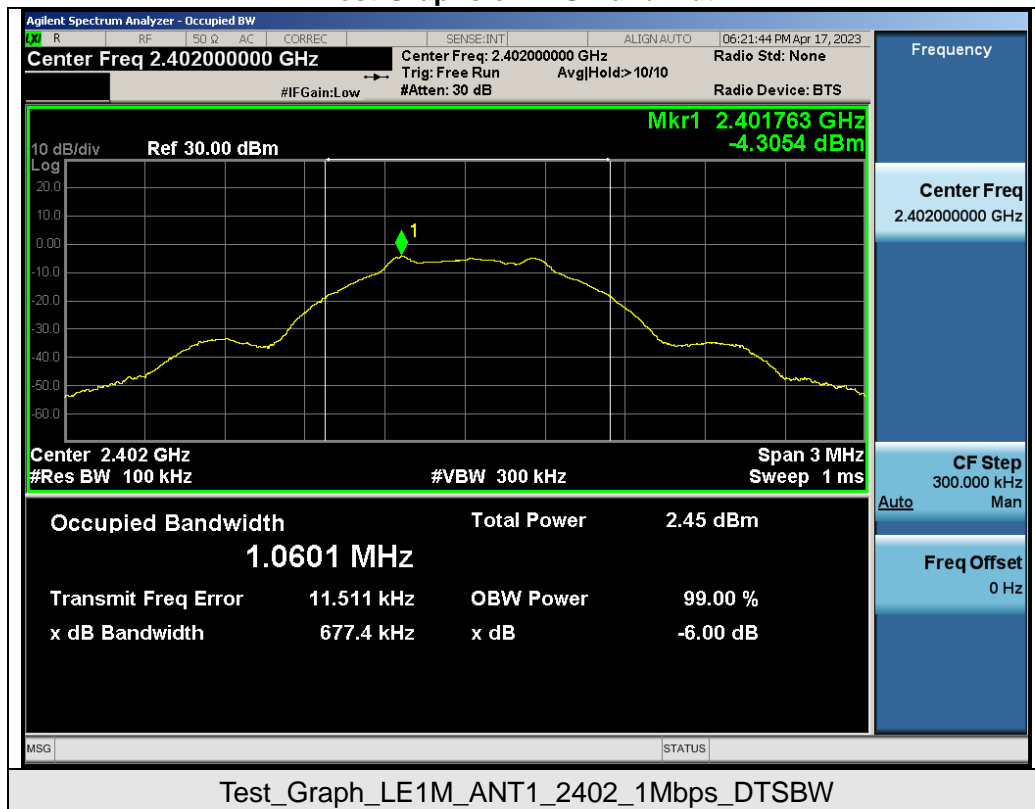 Agilent Spectrum Analyzer - Occupied BW
LXI R RF 50 Ω AC CORREC SENSE:INT ALIGN AUTO 06:21:44 PM Apr 17, 2023
Center Freq 2.402000000 GHz
Center Freq: 2.402000000 GHz Radio Std: None
Trig: Free Run Avg|Hold:> 10/10
#IFGain:Low #Atten: 30 dB Radio Device: BTS
Frequency
Mkr1 2.401763 GHz
-4.3054 dBm
10 dB/div Ref 30.00 dBm
Log
20.0
10.0
0.00
-10.0
-20.0
-30.0
-40.0
-50.0
-60.0
1
Center 2.402 GHz Span 3 MHz
#Res BW 100 kHz #VBW 300 kHz Sweep 1 ms
Center Freq
2.402000000 GHz
CF Step
300.000 kHz
Auto Man
Freq Offset
0 Hz
Occupied Bandwidth Total Power 2.45 dBm
1.0601 MHz
Transmit Freq Error 11.511 kHz OBW Power 99.00 %
x dB Bandwidth 677.4 kHz x dB -6.00 dB
MSG STATUS
Test_Graph_LE1M_ANT1_2402_1Mbps_DTSBW